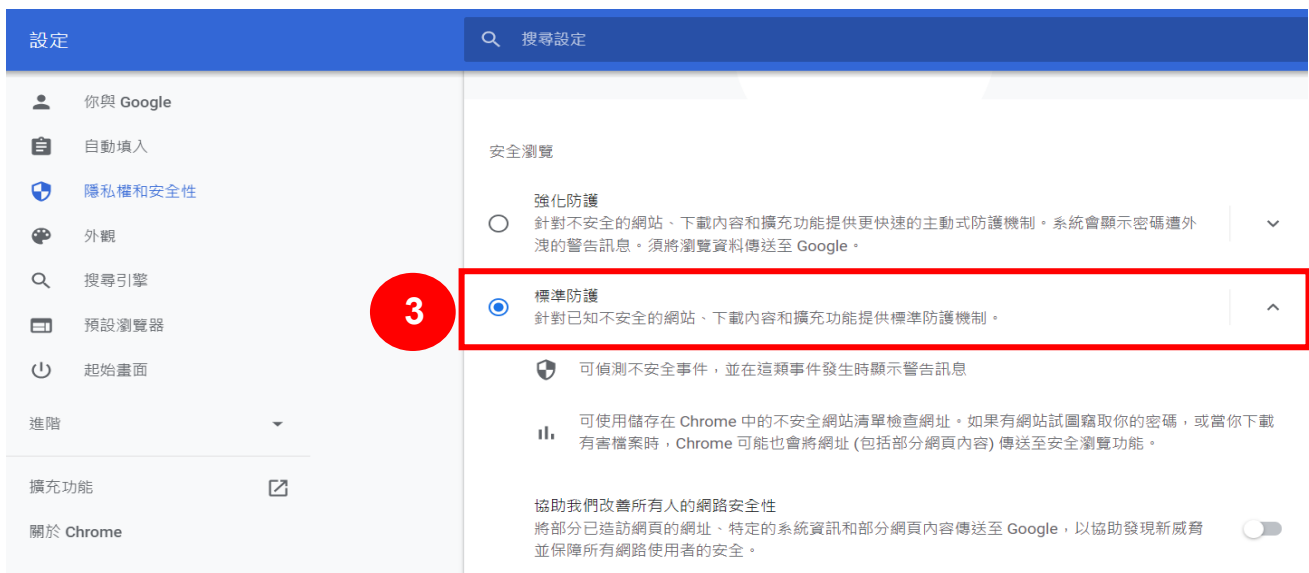 設定
搜尋設定
你與 Google
自動填入
隱私權和安全性
外觀
搜尋引擎
預設瀏覽器
起始畫面
進階
擴充功能
關於 Chrome
安全瀏覽
強化防護
針對不安全的網站、下載內容和擴充功能提供更快速的主動式防護機制。系統會顯示密碼遭外
洩的警告訊息。須將瀏覽資料傳送至 Google。
3
標準防護
針對已知不安全的網站、下載內容和擴充功能提供標準防護機制。
可偵測不安全事件，並在這類事件發生時顯示警告訊息
可使用儲存在 Chrome 中的不安全網站清單檢查網址。如果有網站試圖竊取你的密碼，或當你下載
有害檔案時，Chrome 可能也會將網址 (包括部分網頁內容) 傳送至安全瀏覽功能。
協助我們改善所有人的網路安全性
將部分已造訪網頁的網址、特定的系統資訊和部分網頁內容傳送至 Google，以協助發現新威脅
並保障所有網路使用者的安全。